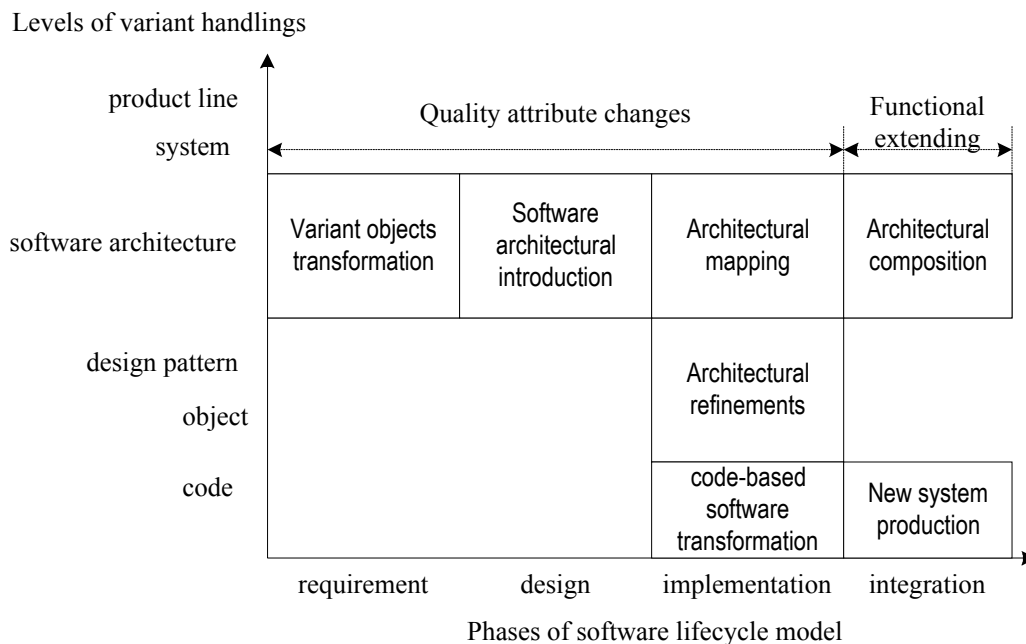 Levels of variant handlings
product line
system
Quality attribute changes
Functional
extending
software architecture
Variant objects
transformation
Software
architectural
introduction
Architectural
mapping
Architectural
composition
design pattern
object
Architectural
refinements
code
code-based
software
transformation
New system
production
requirement
design
implementation
integration
Phases of software lifecycle model